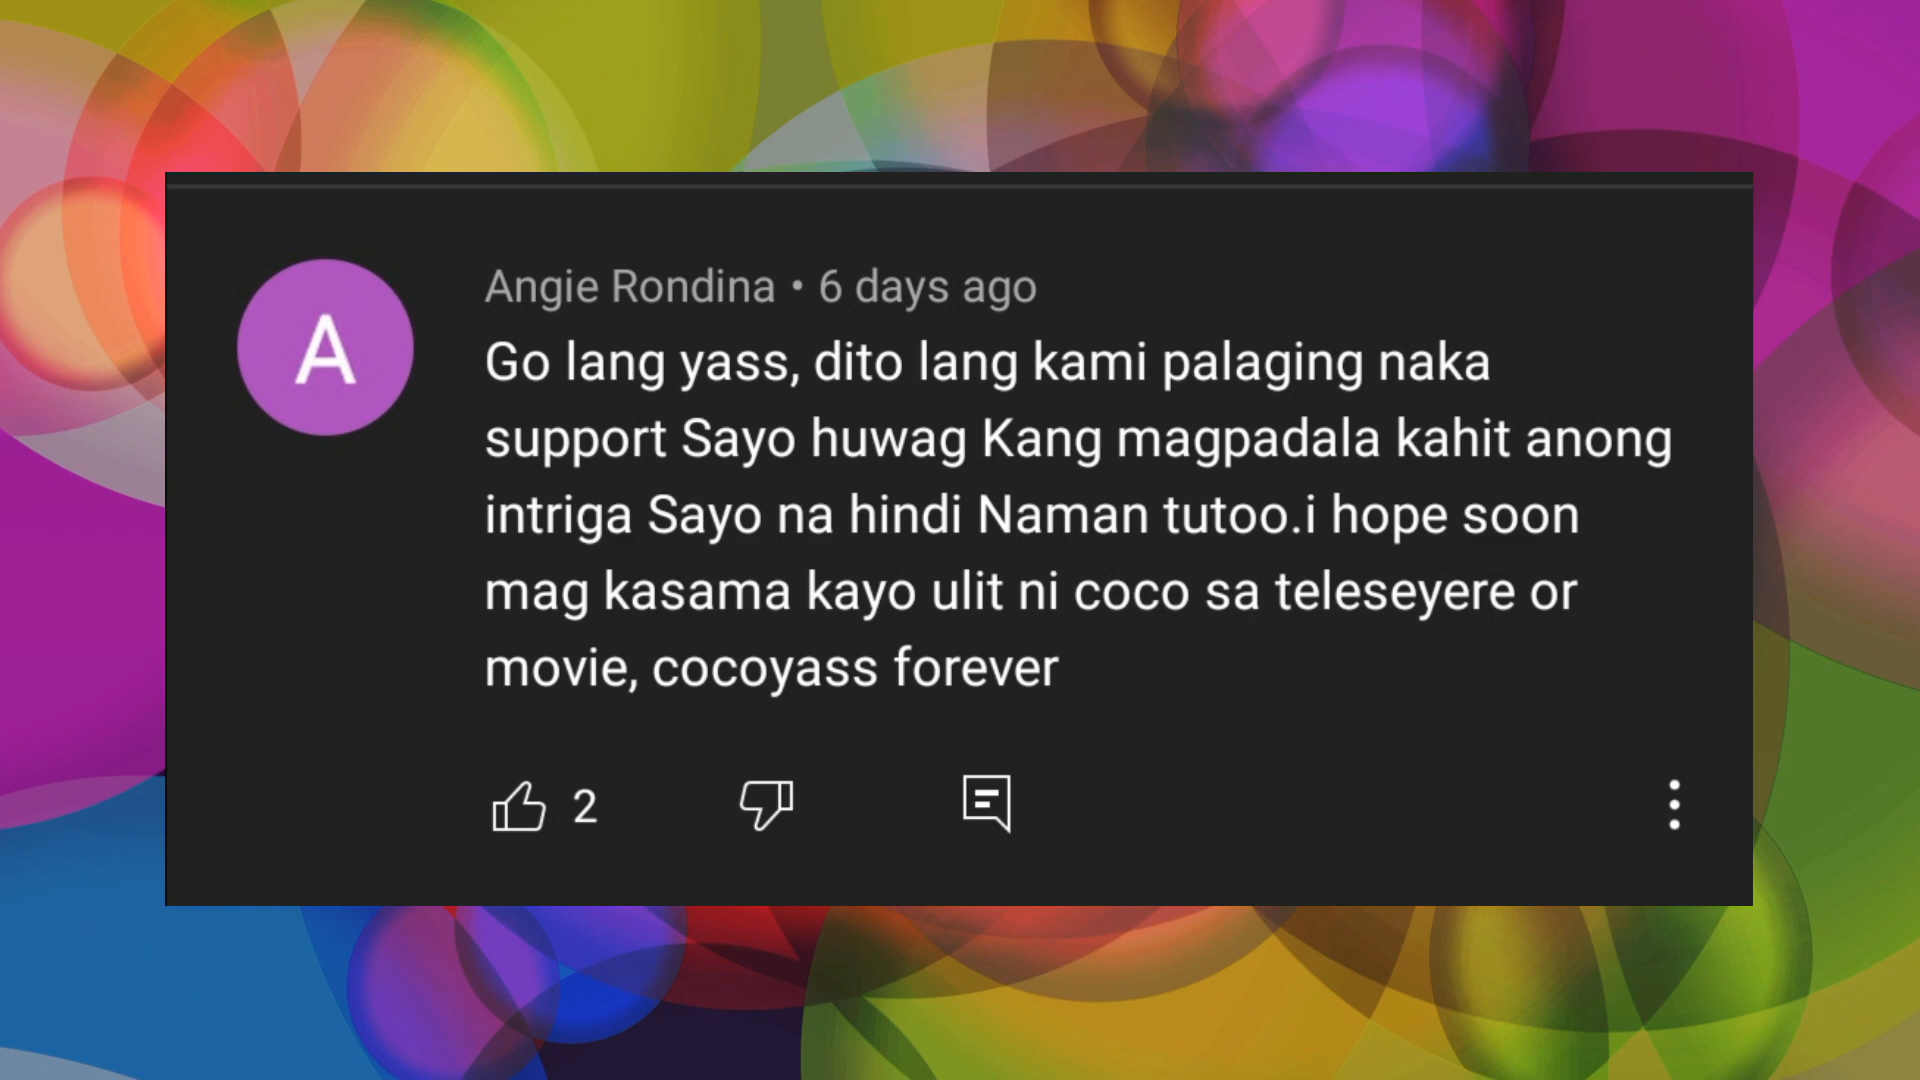 A
Angie Rondina • 6 days ago
Go lang yass, dito lang kami palaging naka
support Sayo huwag Kang magpadala kahit anong
intriga Sayo na hindi Naman tutoo.i hope soon
mag kasama kayo ulit ni coco sa teleseyere or
movie, cocoyass forever
2